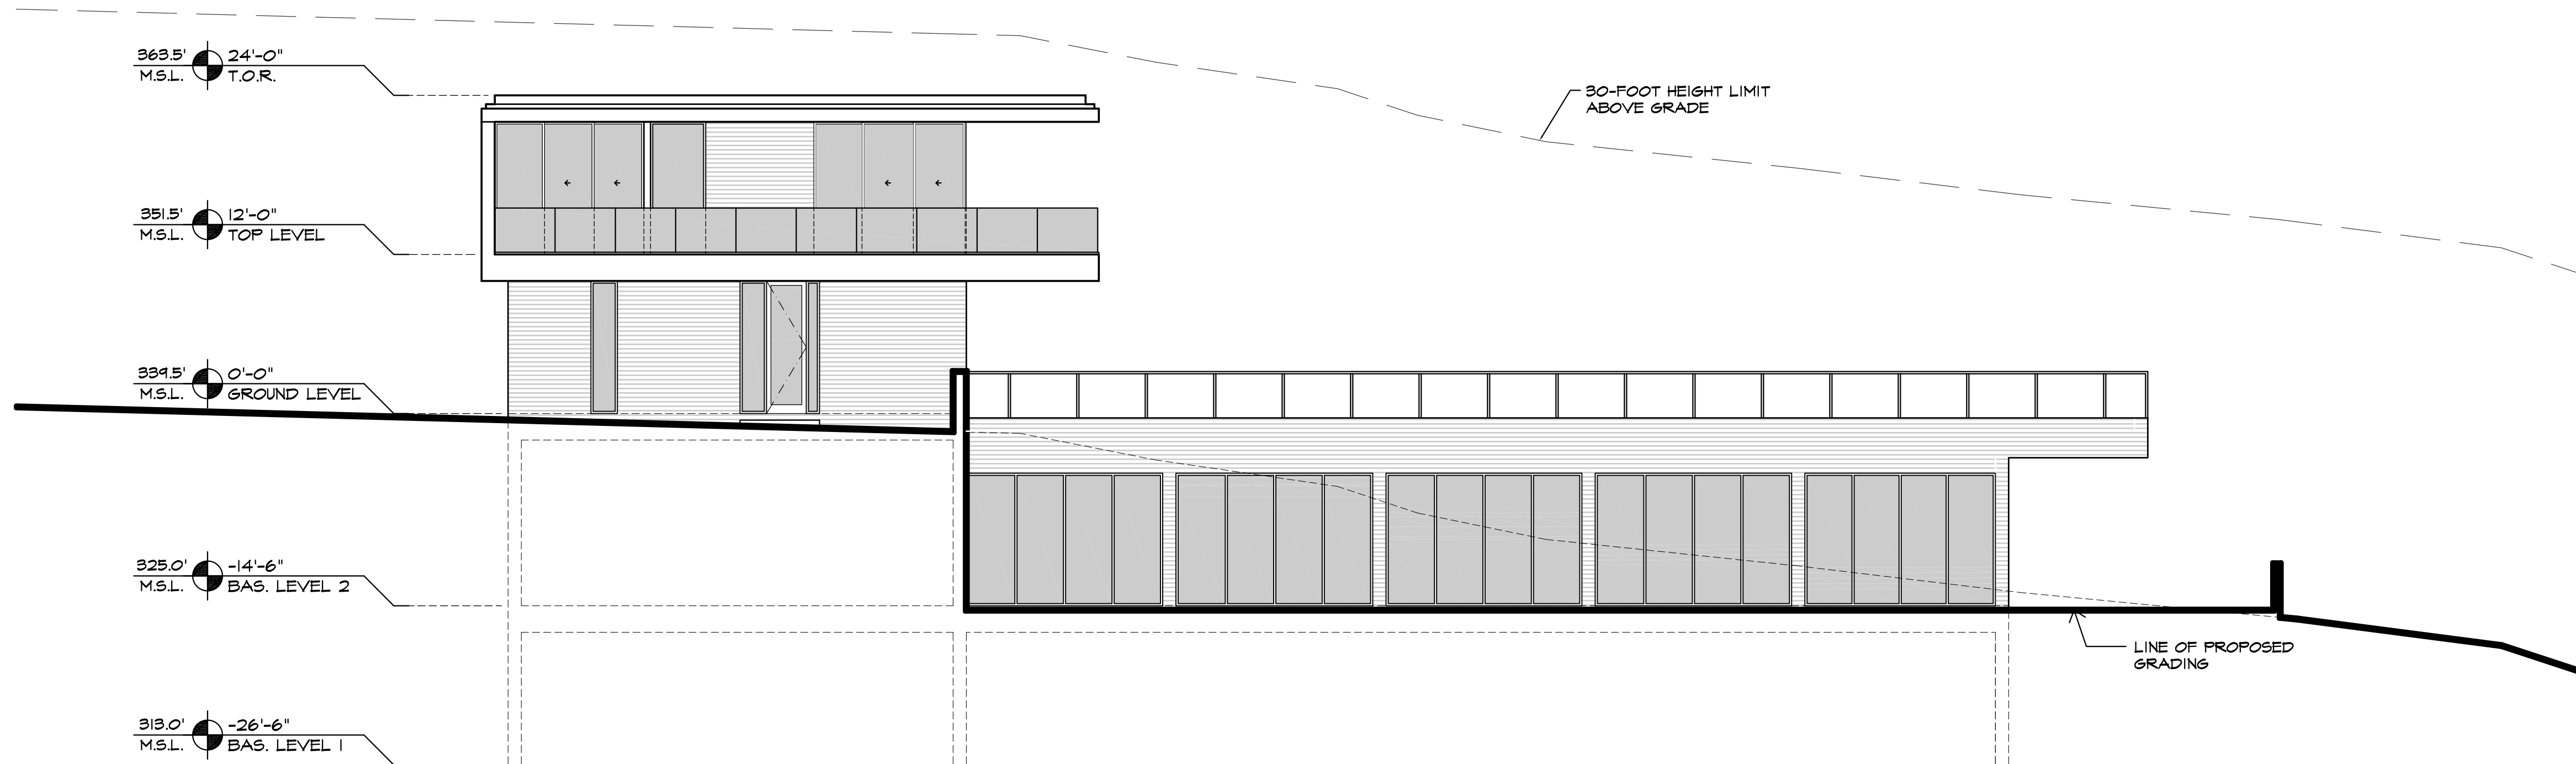 363.5' 24'-0"
M.S.L. T.O.R.
30-FOOT HEIGHT LIMIT
ABOVE GRADE
351.5' 12'-0"
M.S.L. TOP LEVEL
339.5' 0'-0"
M.S.L. GROUND LEVEL
325.0' -14'-6"
M.S.L. BAS. LEVEL 2
LINE OF PROPOSED
GRADING
313.0' -26'-6"
M.S.L. BAS. LEVEL 1